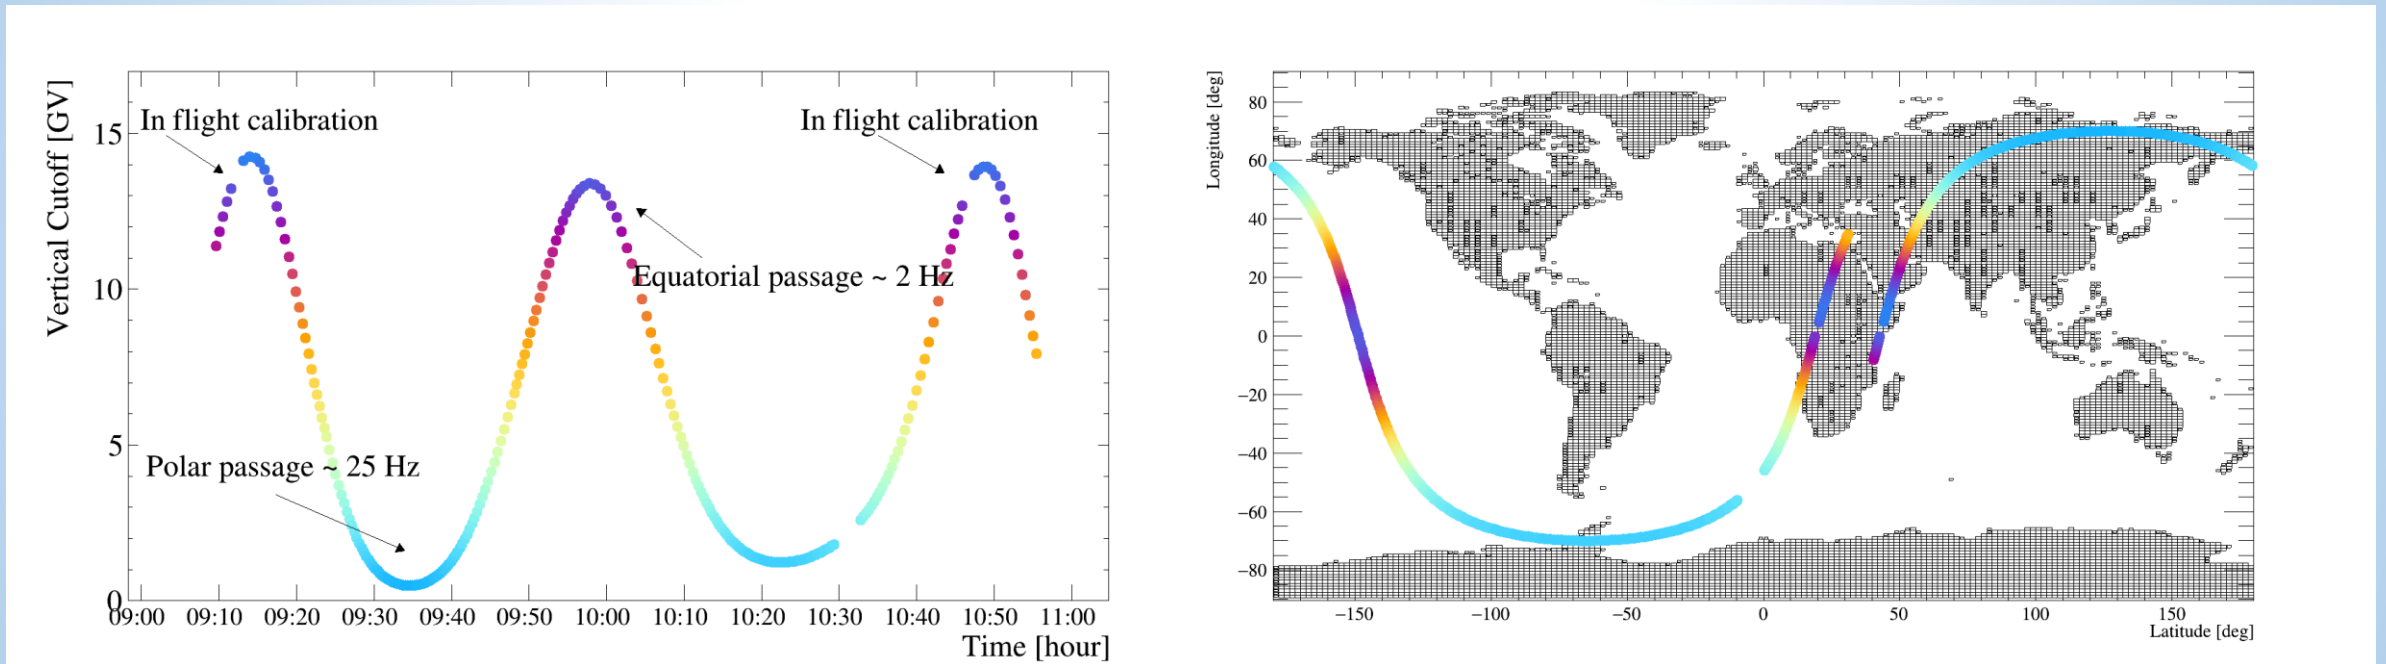 Vertical Cutoff [GV]
15
10
5
0
In flight calibration
In flight calibration
Equatorial passage ~ 2 Hz
Polar passage ~ 25 Hz
09:00 09:10 09:20 09:30 09:40 09:50 10:00 10:10 10:20 10:30 10:40 10:50 11:00
Time [hour]
Longitude [deg]
80
60
40
20
0
−20
−40
−60
−80
−150 −100 −50 0 50 100 150
Latitude [deg]